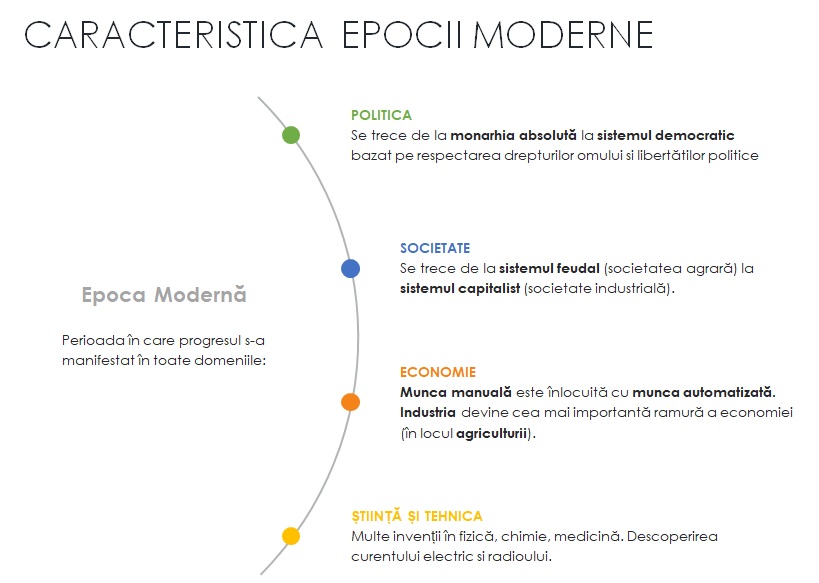 CARACTERISTICA EPOCII MODERNE
POLITICA
Se trece de la monarhia absolută la sistemul democratic
bazat pe respectarea drepturilor omului si libertătilor politice
SOCIETATE
Se trece de la sistemul feudal (societatea agrară) la
sistemul capitalist (societate industrială).
Epoca Modernă
Perioada în care progresul s-a
manifestat în toate domeniile:
ECONOMIE
Munca manuală este înlocuită cu munca automatizată.
Industria devine cea mai importantă ramură a economiei
(în locul agriculturii).
ȘTIINȚĂ ȘI TEHNICA
Multe invenţii în fizică, chimie, medicină. Descoperirea
curentului electric si radioului.